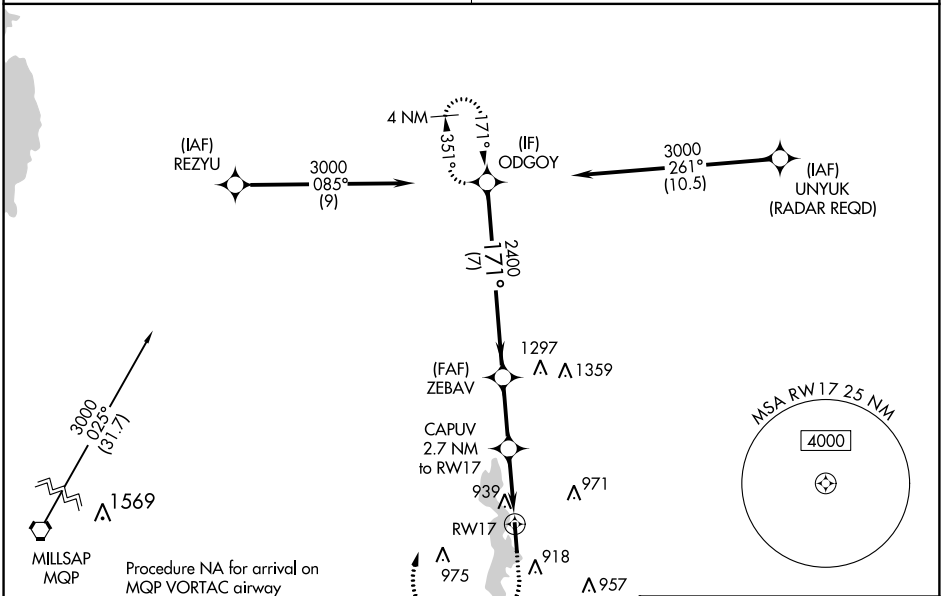 4 NM
351°
171°
(IF)
ODGOY
(IAF)
REZYU
3000
085°
(9)
3000
261°
(10.5)
(IAF)
UNYUK
(RADAR REQD)
2400
171°
(7)
1297
1359
(FAF)
ZEBAV
CAPUV
2.7 NM
to RW17
939
971
RW17
975
918
957
3000
025°
(31.7)
1569
MILLSAP
MQP
Procedure NA for arrival on
MQP VORTAC airway
MSA RW17 25 NM
4000